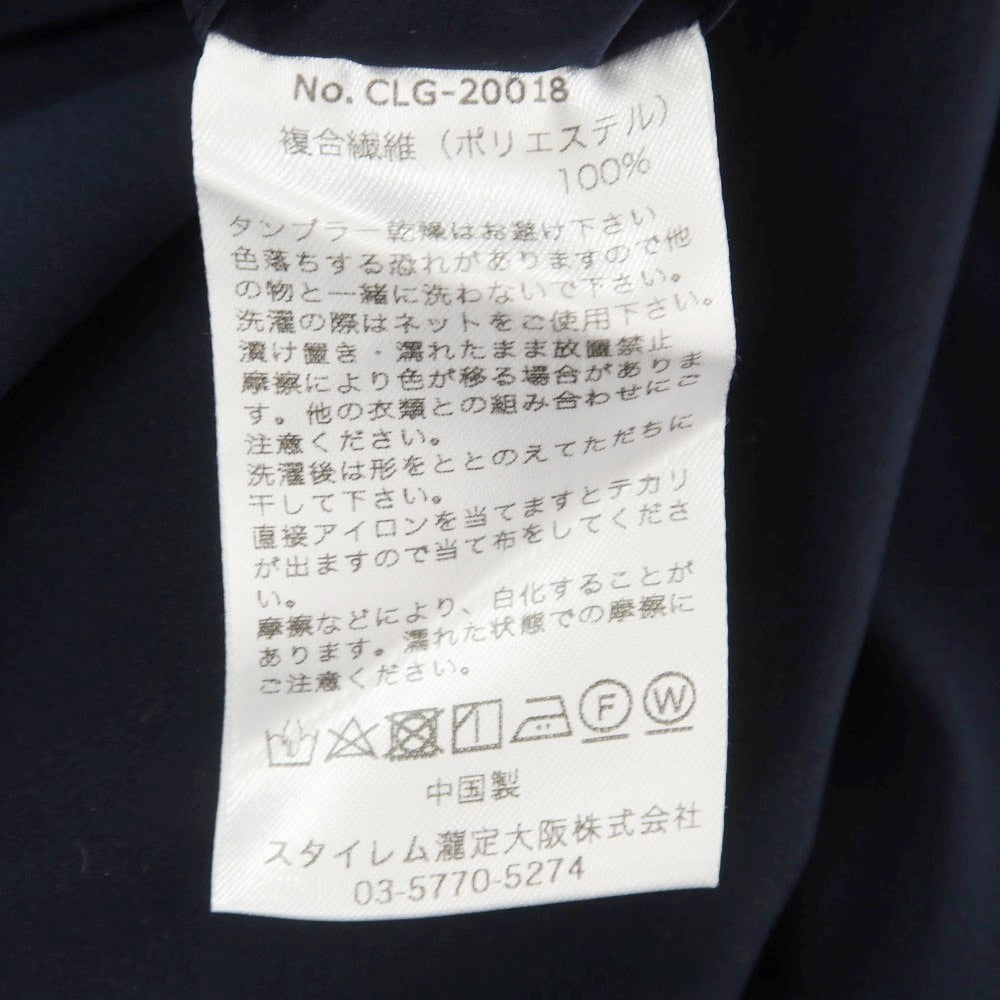 No. CLG-20018
複合繊維（ポリエステル）
100%
タンブラー乾燥はお避け下さい
色落ちする恐れがありますので他
の物と一緒に洗わないで下さい。
洗濯の際はネットをご使用下さい。
漬け置き・濡れたまま放置禁止
摩擦により色が移る場合がありま
す。他の衣類との組み合わせにご
注意ください。
洗濯後は形をととのえてただちに
干して下さい。
直接アイロンを当てますとテカリ
が出ますので当て布をしてくださ
い。
摩擦などにより、白化することが
あります。濡れた状態での摩擦に
ご注意ください。
F W
中国製
スタイレム瀧定大阪株式会社
03-5770-5274